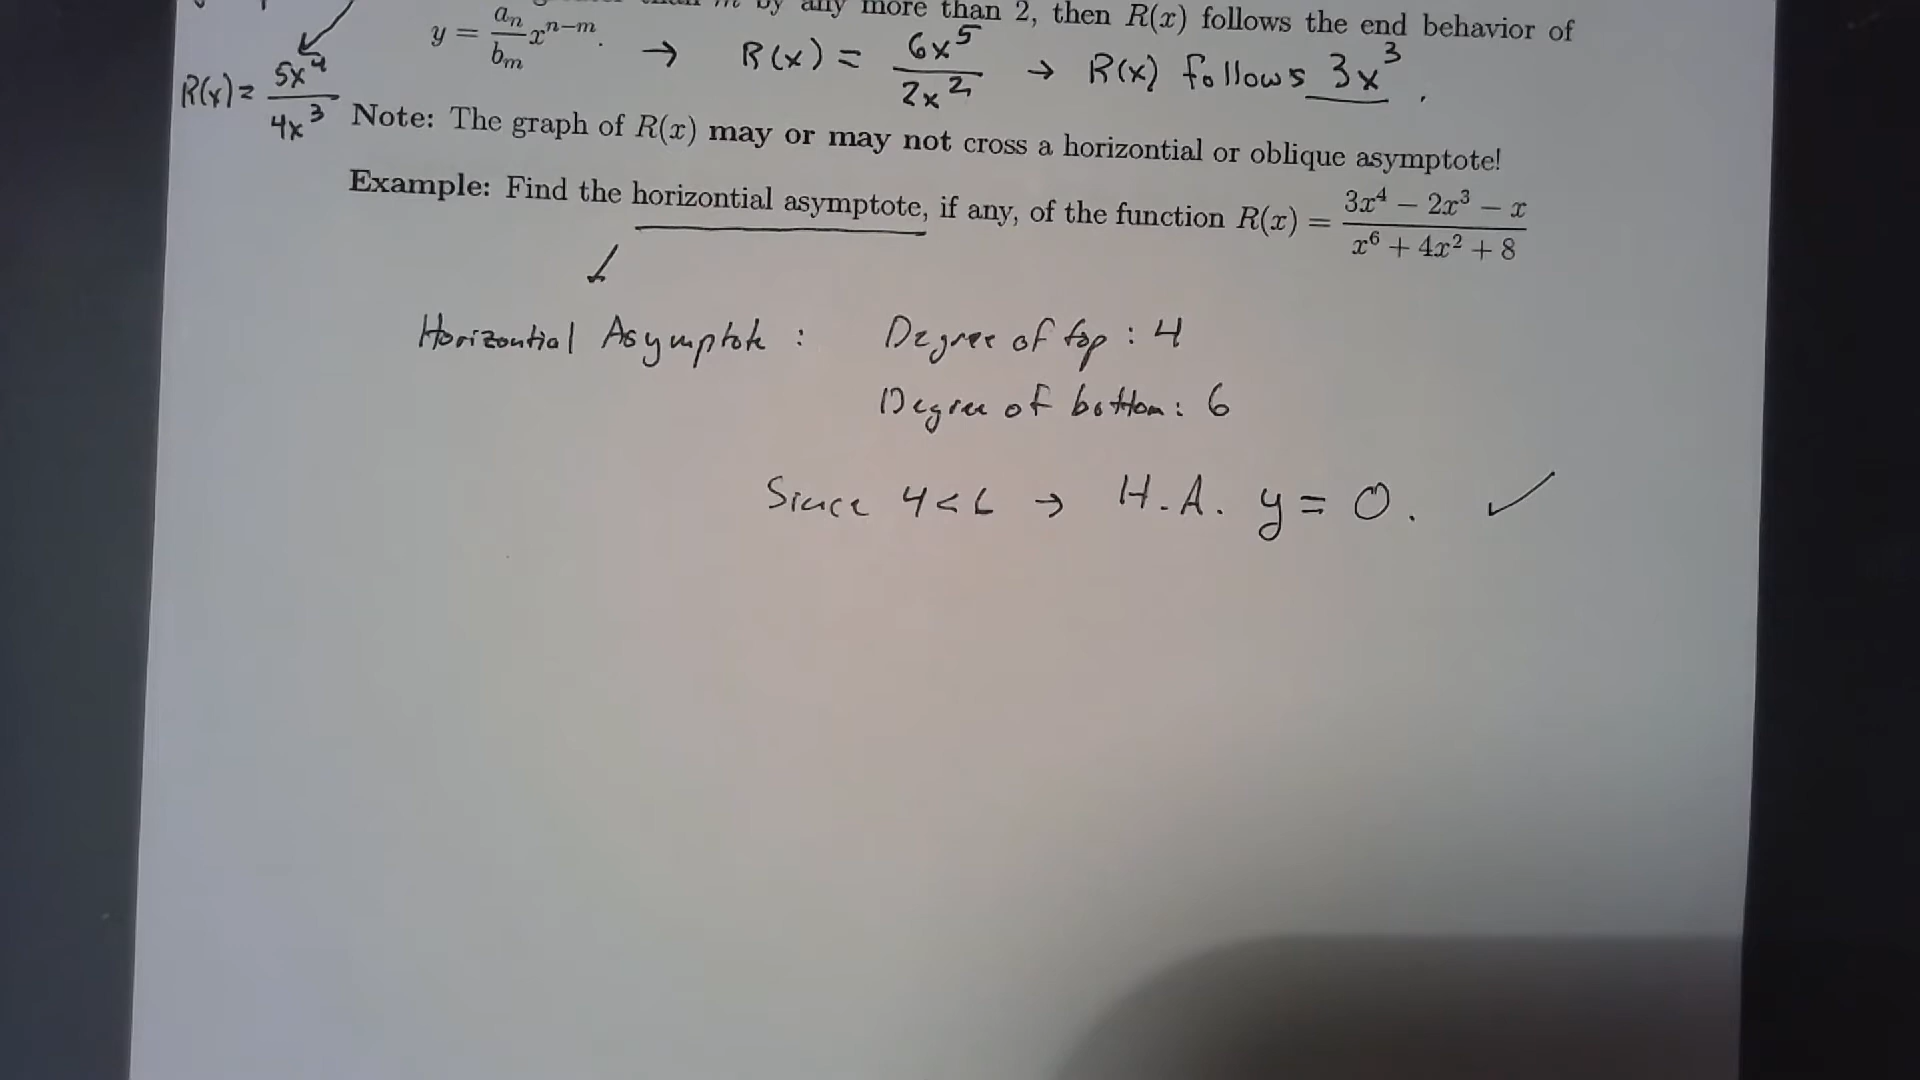 by any more than 2, then R(x) follows the end behavior of
y = a_n/b_m x^{n-m}. → R(x) = 6x^5/2x^2 → R(x) follows 3x^3.
R(x) = 5x^4/4x^3
Note: The graph of R(x) may or may not cross a horizontial or oblique asymptote!
Example: Find the horizontial asymptote, if any, of the function R(x) = (3x^4 − 2x^3 − x)/(x^6 + 4x^2 + 8)
Horizontial Asymptote : Degree of top : 4
Degree of bottom : 6
Since 4 < 6 → H.A. y = 0. ✓